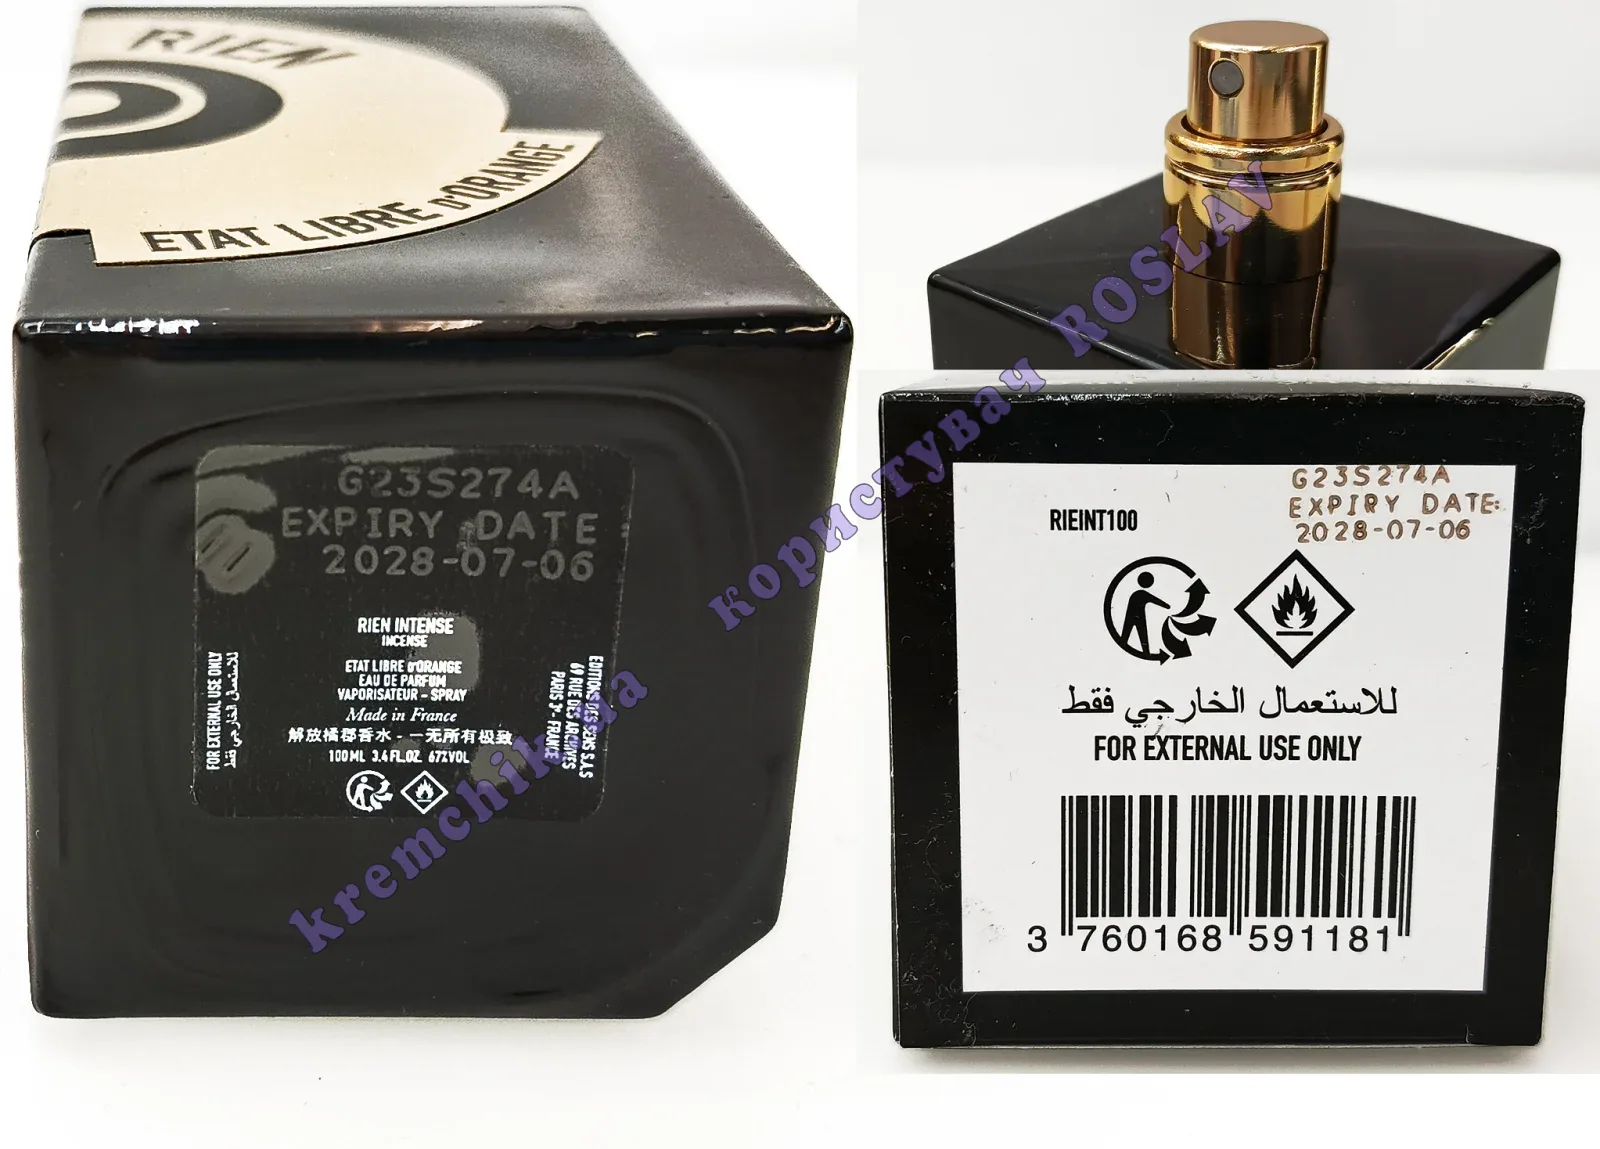 RIEN
ETAT LIBRE D'ORANGE
G23S274A
EXPIRY DATE
2028-07-06
RIEN INTENSE
INCENSE
ETAT LIBRE D'ORANGE
EAU DE PARFUM
VAPORISATEUR - SPRAY
Made in France
解放橘郡香水 - 一无所有极致
100 ML 3.4 FL.OZ. 67%VOL
FOR EXTERNAL USE ONLY
للاستعمال الخارجي فقط
EDITIONS DES SENS S.A.S
69 RUE DES ARCHIVES
PARIS 3e - FRANCE
G23S274A
EXPIRY DATE:
2028-07-06
RIEINT100
للاستعمال الخارجي فقط
FOR EXTERNAL USE ONLY
3 760168 591181
kremchik.ua користувач ROSLAV